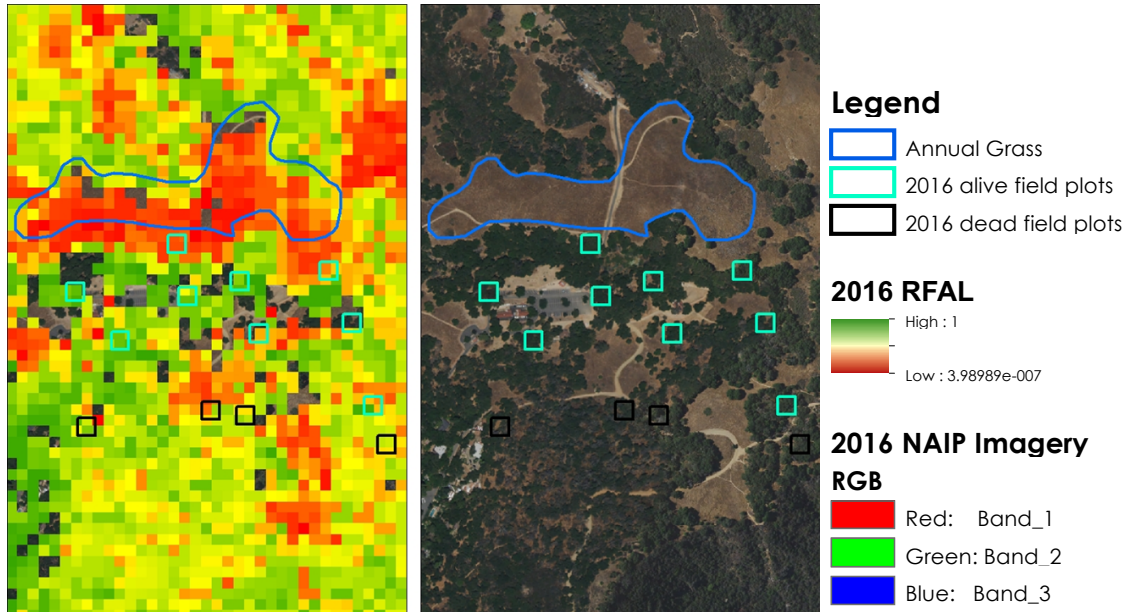 Legend
Annual Grass
2016 alive field plots
2016 dead field plots
2016 RFAL
High : 1
Low : 3.98989e-007
2016 NAIP Imagery
RGB
Red: Band_1
Green: Band_2
Blue: Band_3